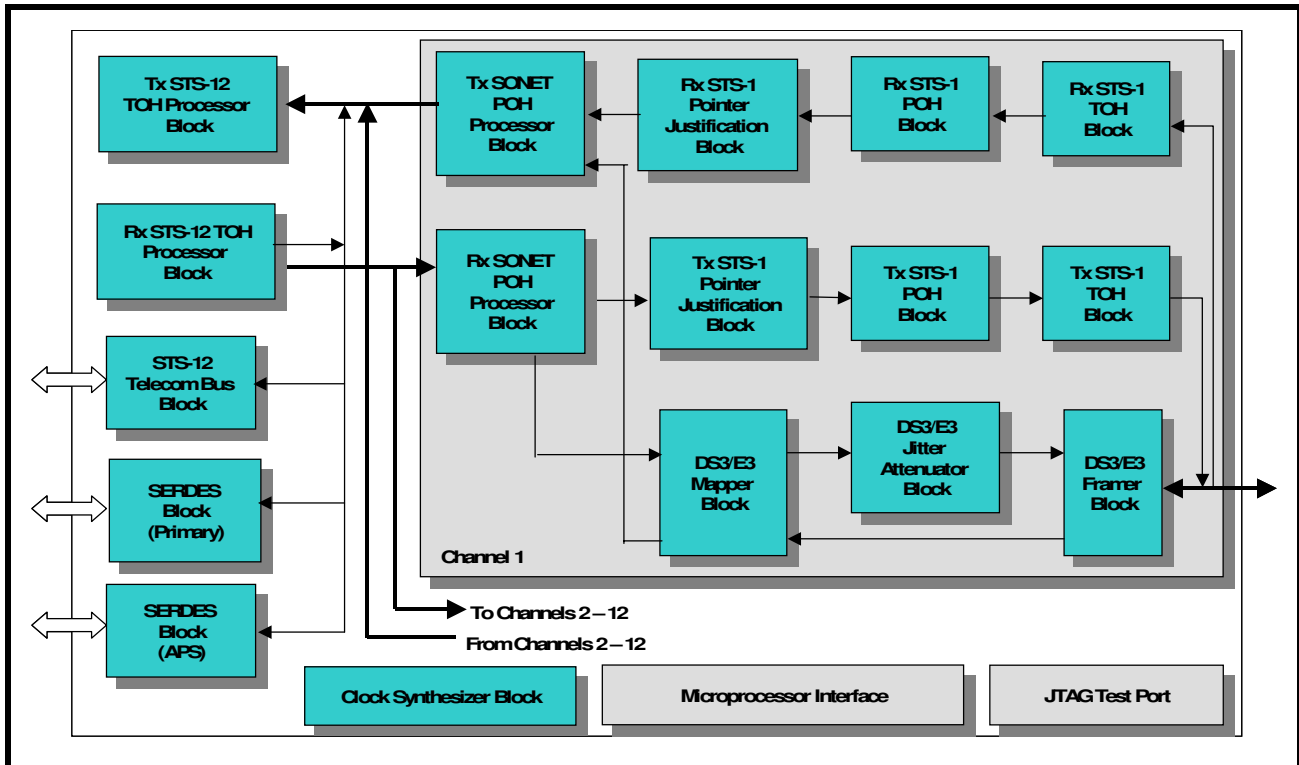 Tx STS-12
TOH Processor
Block
Tx SONET
POH
Processor
Block
Rx STS-1
Pointer
Justification
Block
Rx STS-1
POH
Block
Rx STS-1
TOH
Block
Rx STS-12 TOH
Processor
Block
Rx SONET
POH
Processor
Block
Tx STS-1
Pointer
Justification
Block
Tx STS-1
POH
Block
Tx STS-1
TOH
Block
STS-12
Telecom Bus
Block
DS3/E3
Mapper
Block
DS3/E3
Jitter
Attenuator
Block
DS3/E3
Framer
Block
SERDES
Block
(Primary)
Channel 1
SERDES
Block
(APS)
To Channels 2 – 12
From Channels 2 – 12
Clock Synthesizer Block
Microprocessor Interface
JTAG Test Port